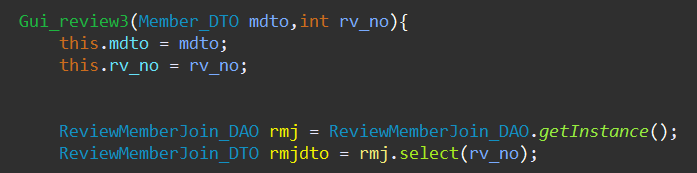 Gui_review3(Member_DTO mdto,int rv_no){
this.mdto = mdto;
this.rv_no = rv_no;
ReviewMemberJoin_DAO rmj = ReviewMemberJoin_DAO.getInstance();
ReviewMemberJoin_DTO rmjdto = rmj.select(rv_no);